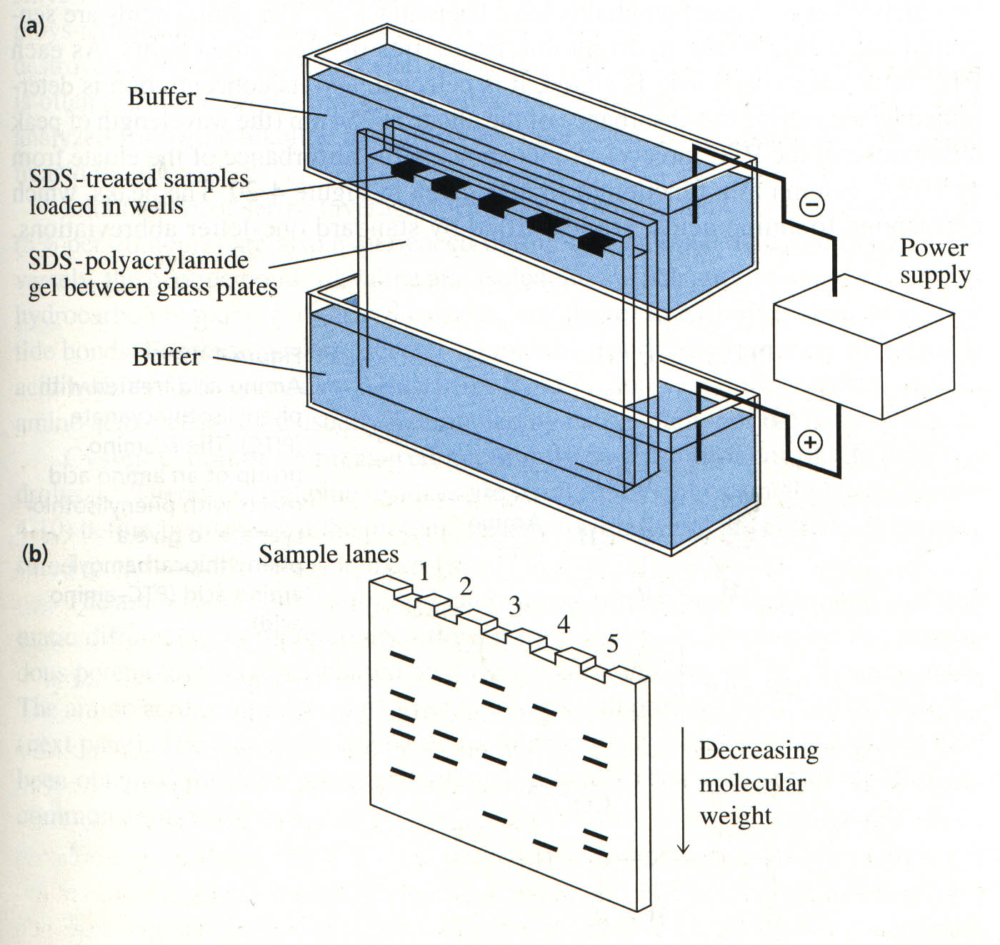 (a)
Buffer
SDS-treated samples
loaded in wells
SDS-polyacrylamide
gel between glass plates
Buffer
−
Power
supply
+
(b)
Sample lanes
1
2
3
4
5
Decreasing
molecular
weight